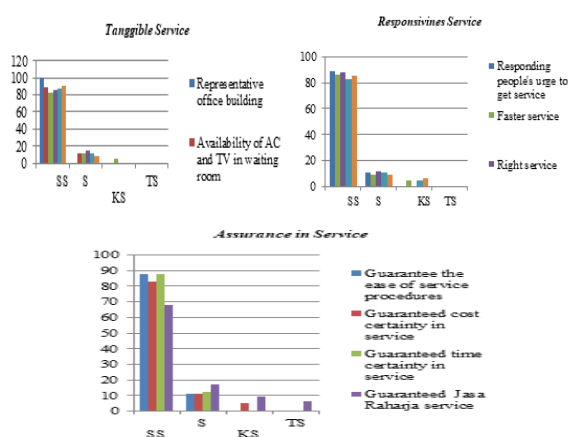 Tanggible Service
120
100
80
60
40
20
0
SS
S
KS
TS
Representative
office building
Availability of AC
and TV in waiting
room
Responsivines Service
100
80
60
40
20
0
SS
S
KS
TS
Responding
people's urge to
get service
Faster service
Right service
Assurance in Service
100
90
80
70
60
50
40
30
20
10
0
SS
S
KS
TS
Guarantee the
ease of service
procedures
Guaranteed cost
certainty in
service
Guaranteed time
certainty in
service
Guaranteed Jasa
Raharja service